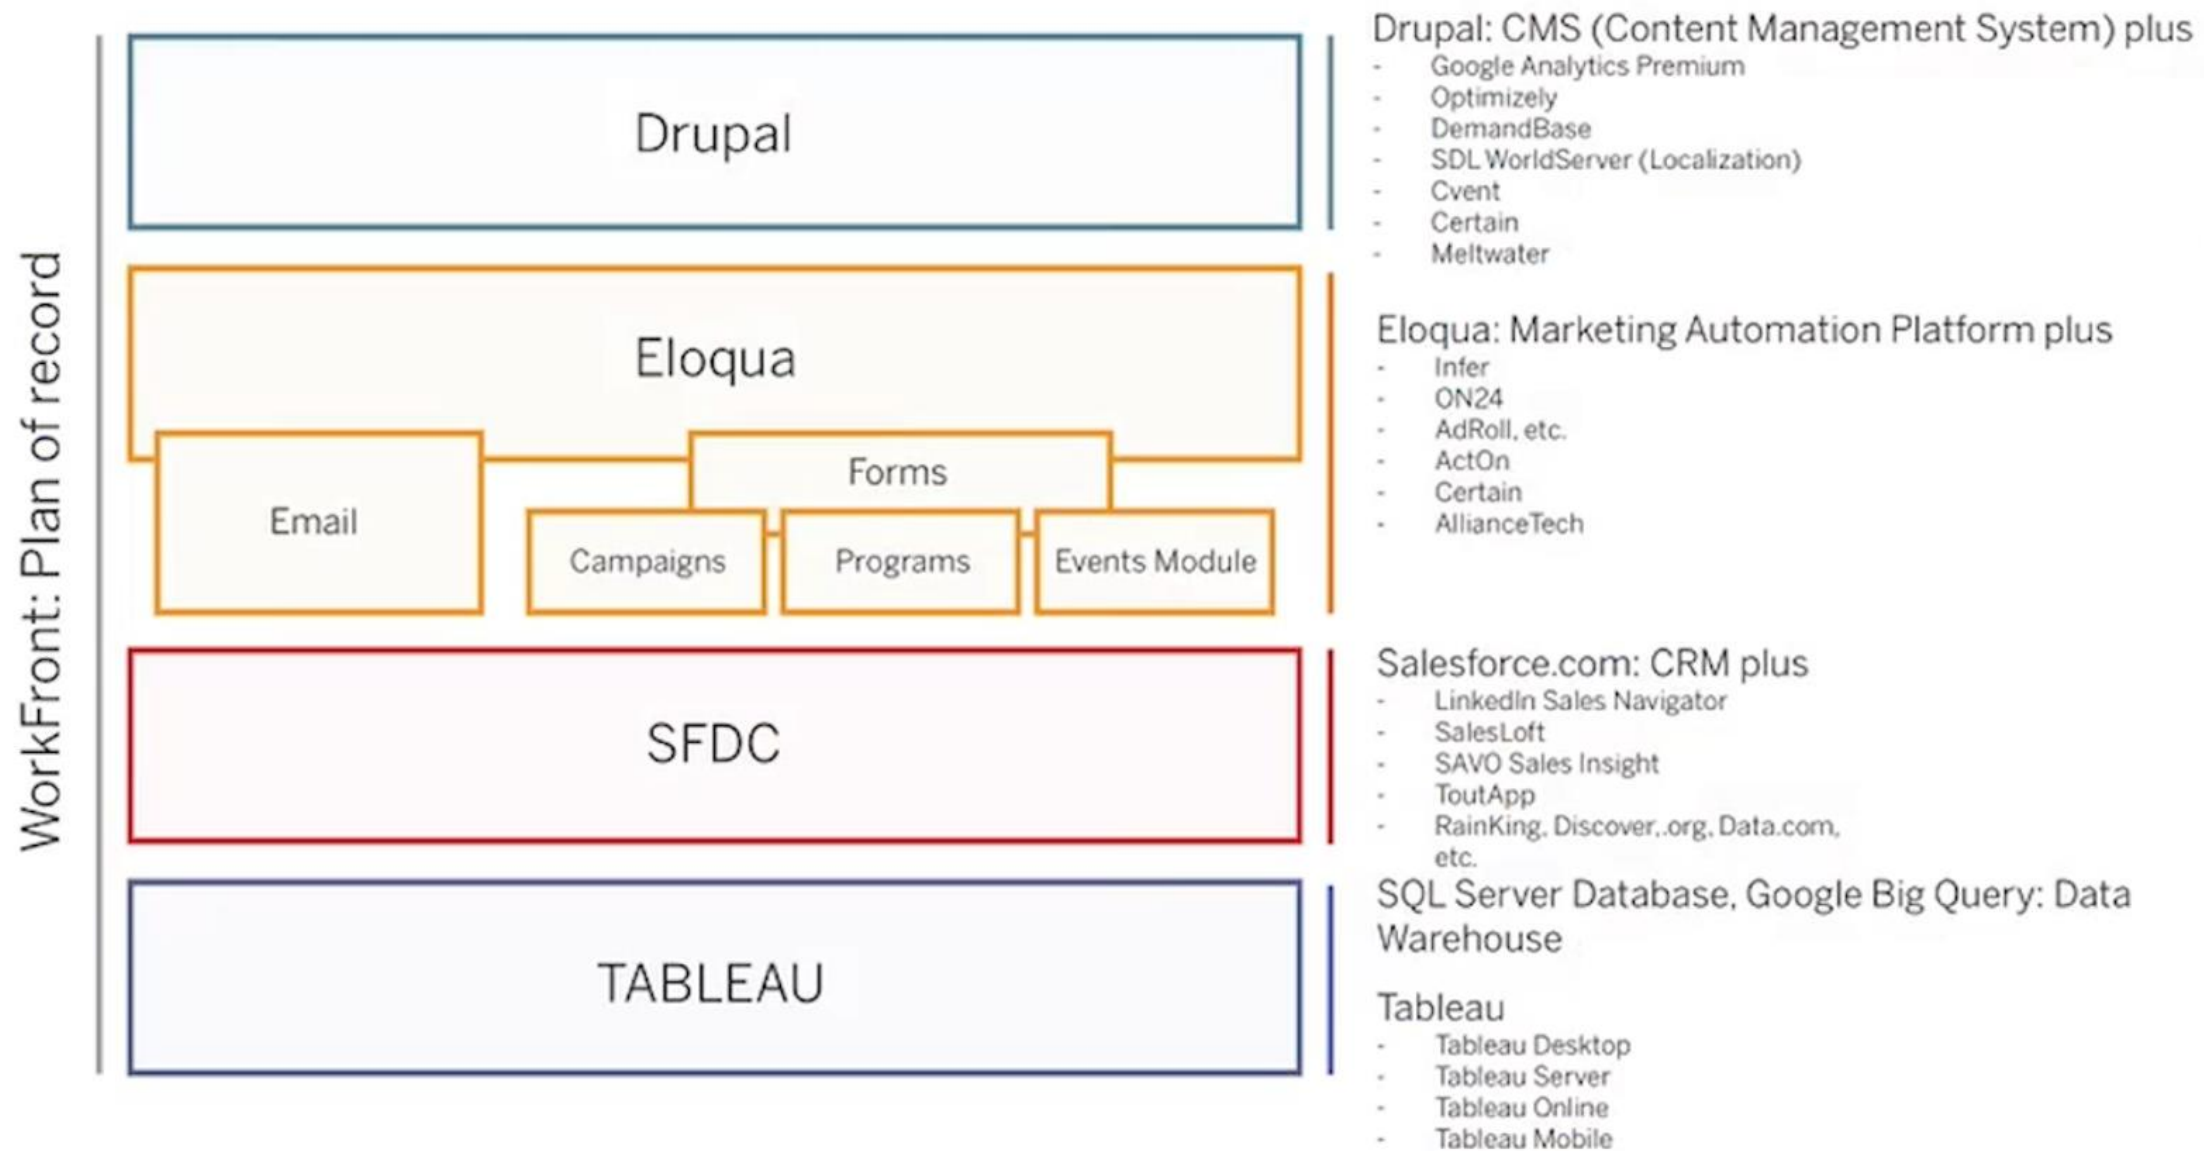 WorkFront: Plan of record
Drupal
Eloqua
Email
Forms
Campaigns
Programs
Events Module
SFDC
TABLEAU
Drupal: CMS (Content Management System) plus
- Google Analytics Premium
- Optimizely
- DemandBase
- SDL WorldServer (Localization)
- Cvent
- Certain
- Meltwater
Eloqua: Marketing Automation Platform plus
- Infer
- ON24
- AdRoll, etc.
- ActOn
- Certain
- AllianceTech
Salesforce.com: CRM plus
- LinkedIn Sales Navigator
- SalesLoft
- SAVO Sales Insight
- ToutApp
- RainKing, Discover,.org, Data.com,
etc.
SQL Server Database, Google Big Query: Data
Warehouse
Tableau
- Tableau Desktop
- Tableau Server
- Tableau Online
- Tableau Mobile